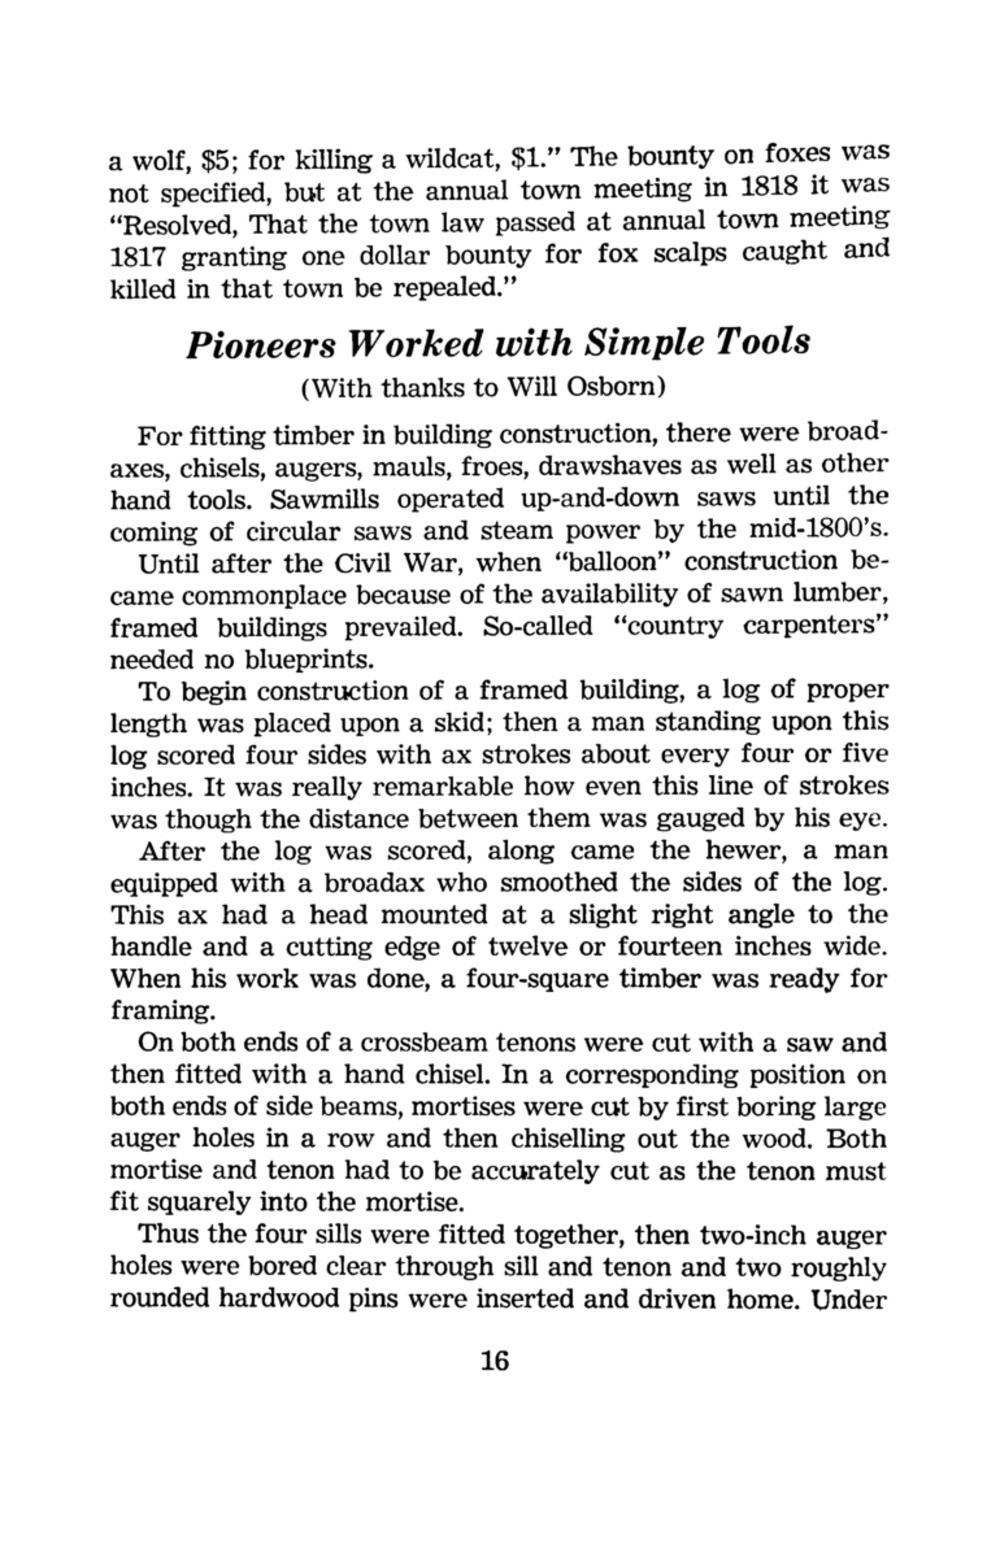 a wolf, $5; for killing a wildcat, $1.” The bounty on foxes was
not specified, but at the annual town meeting in 1818 it was
“Resolved, That the town law passed at annual town meeting
1817 granting one dollar bounty for fox scalps caught and
killed in that town be repealed.”
Pioneers Worked with Simple Tools
(With thanks to Will Osborn)
For fitting timber in building construction, there were broad-
axes, chisels, augers, mauls, froes, drawshaves as well as other
hand tools. Sawmills operated up-and-down saws until the
coming of circular saws and steam power by the mid-1800’s.
Until after the Civil War, when “balloon” construction be-
came commonplace because of the availability of sawn lumber,
framed buildings prevailed. So-called “country carpenters”
needed no blueprints.
To begin construction of a framed building, a log of proper
length was placed upon a skid; then a man standing upon this
log scored four sides with ax strokes about every four or five
inches. It was really remarkable how even this line of strokes
was though the distance between them was gauged by his eye.
After the log was scored, along came the hewer, a man
equipped with a broadax who smoothed the sides of the log.
This ax had a head mounted at a slight right angle to the
handle and a cutting edge of twelve or fourteen inches wide.
When his work was done, a four-square timber was ready for
framing.
On both ends of a crossbeam tenons were cut with a saw and
then fitted with a hand chisel. In a corresponding position on
both ends of side beams, mortises were cut by first boring large
auger holes in a row and then chiselling out the wood. Both
mortise and tenon had to be accurately cut as the tenon must
fit squarely into the mortise.
Thus the four sills were fitted together, then two-inch auger
holes were bored clear through sill and tenon and two roughly
rounded hardwood pins were inserted and driven home. Under
16